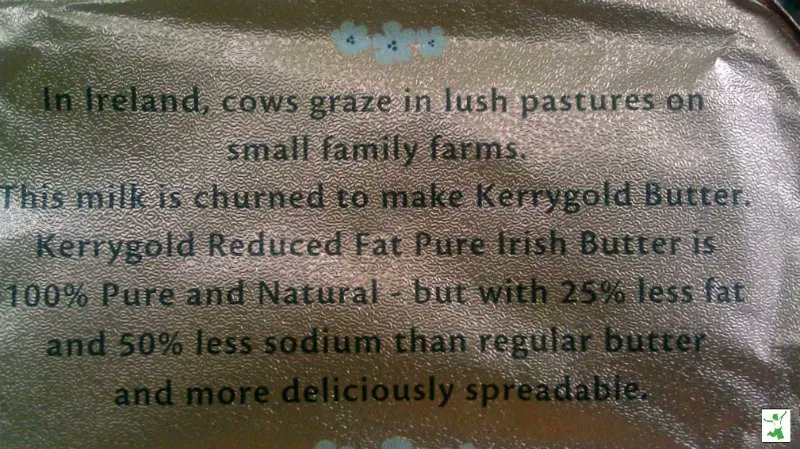 In Ireland, cows graze in lush pastures on
small family farms.
This milk is churned to make Kerrygold Butter.
Kerrygold Reduced Fat Pure Irish Butter is
100% Pure and Natural - but with 25% less fat
and 50% less sodium than regular butter
and more deliciously spreadable.